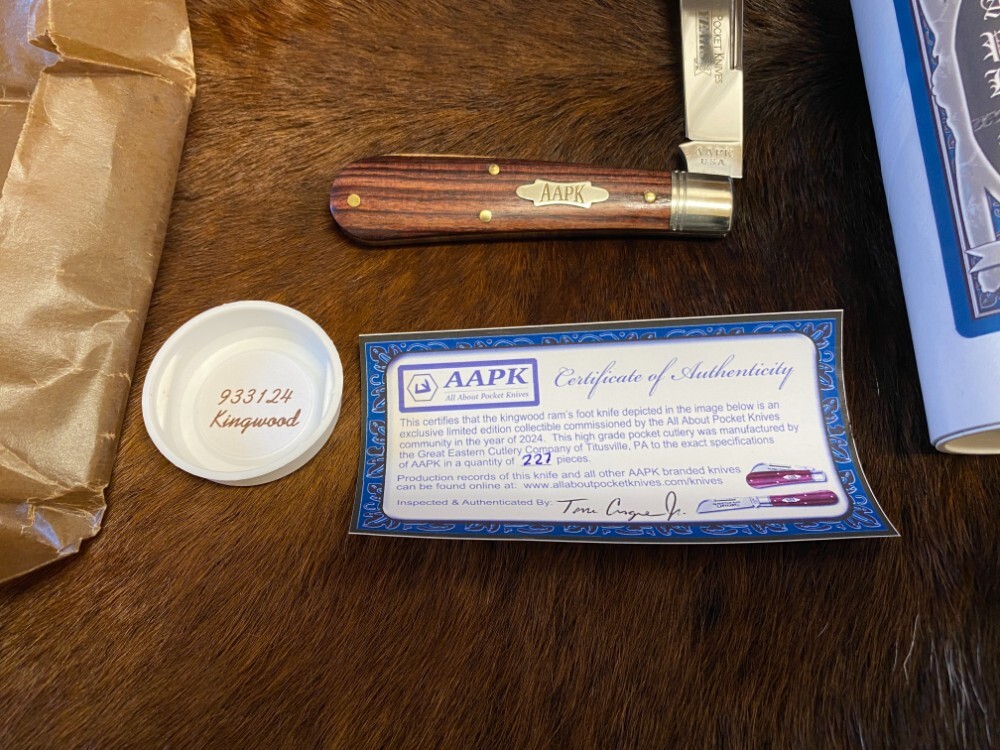 POCKET KNIVES
AAPK
USA
AAPK
933124
Kingwood
AAPK
All About Pocket Knives
Certificate of Authenticity
This certifies that the kingwood ram's foot knife depicted in the image below is an
exclusive limited edition collectible commissioned by the All About Pocket Knives
community in the year of 2024. This high grade pocket cutlery was manufactured by
the Great Eastern Cutlery Company of Titusville, PA to the exact specifications
of AAPK in a quantity of 227 pieces.
Production records of this knife and all other AAPK branded knives
can be found online at: www.allaboutpocketknives.com/knives
Inspected & Authenticated By: